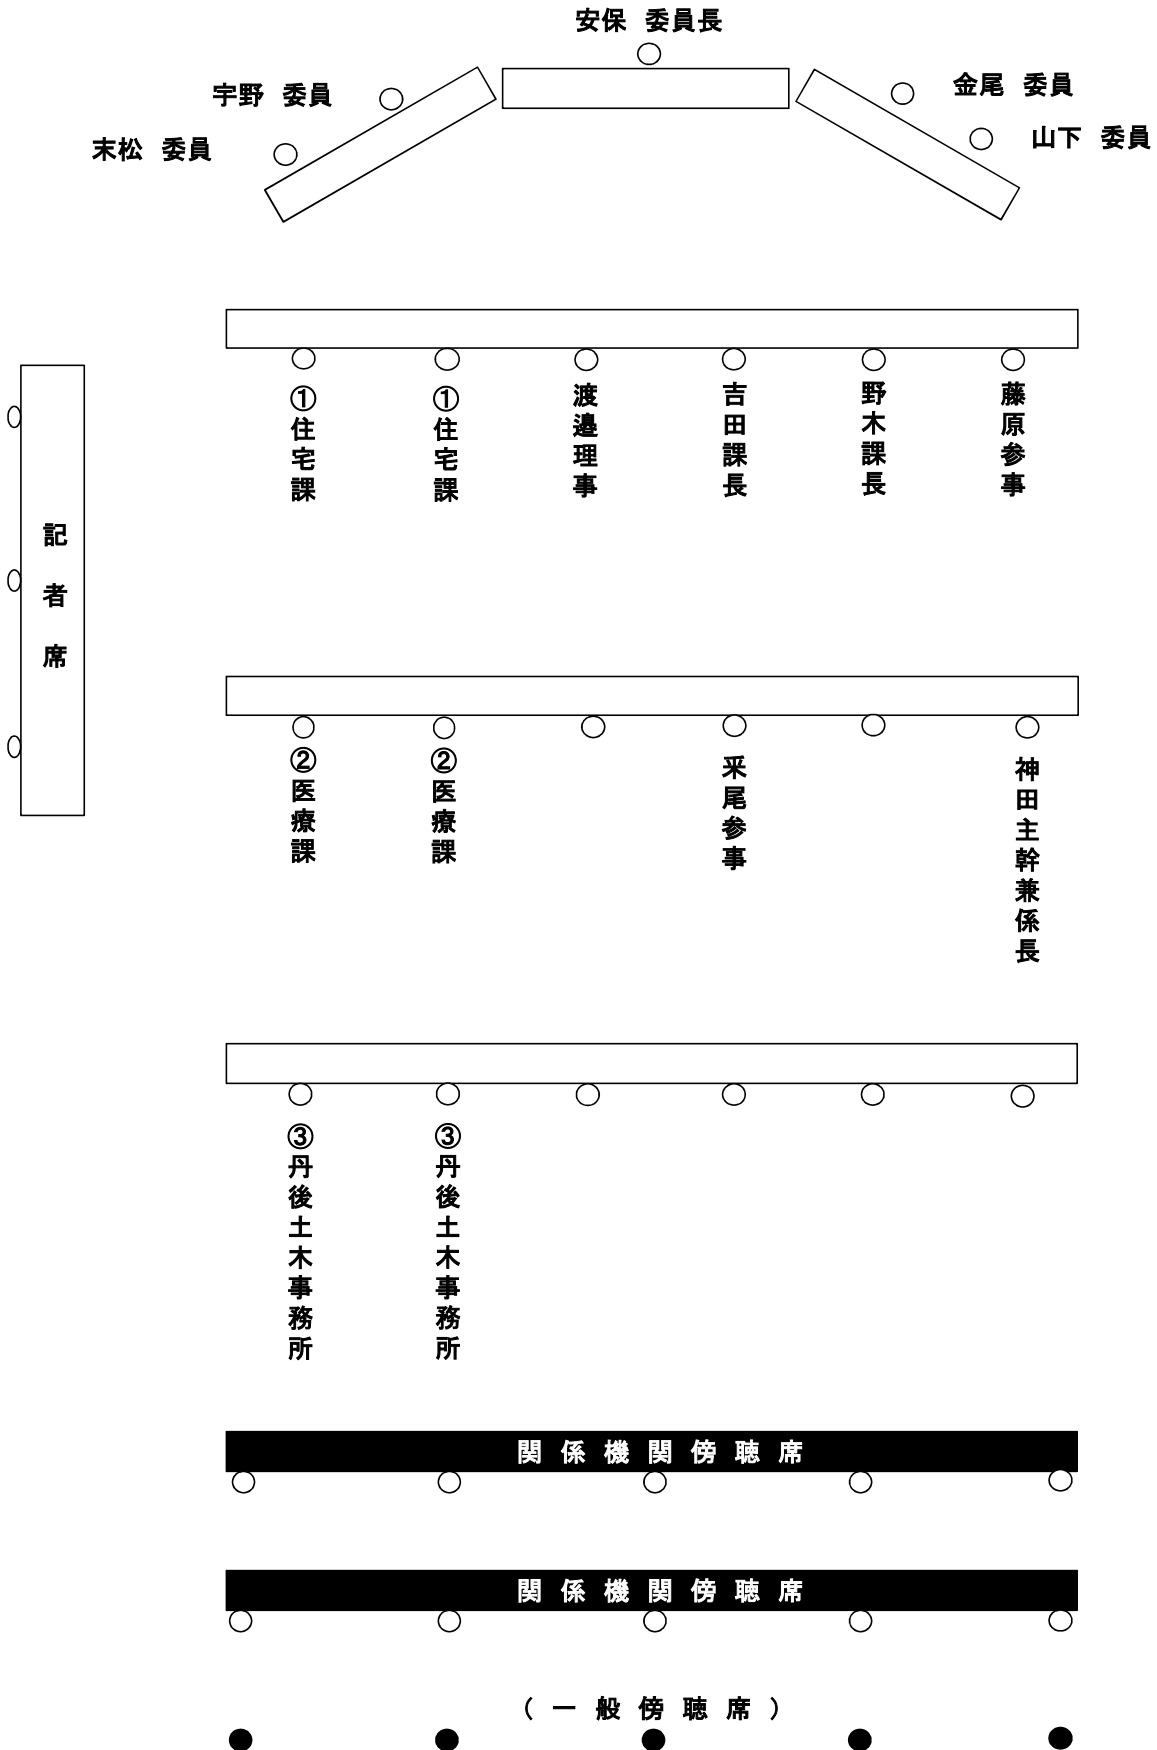 安保 委員長
宇野 委員
金尾 委員
末松 委員
山下 委員
記者席
①住宅課
①住宅課
渡邉理事
吉田課長
野木課長
藤原参事
②医療課
②医療課
釆尾参事
神田主幹兼係長
③丹後土木事務所
③丹後土木事務所
関係機関傍聴席
関係機関傍聴席
（一般傍聴席）